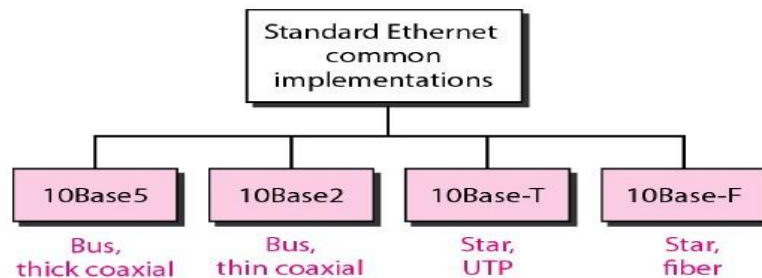 Standard Ethernet
common
implementations
10Base5
10Base2
10Base-T
10Base-F
Bus,
thick coaxial
Bus,
thin coaxial
Star,
UTP
Star,
fiber